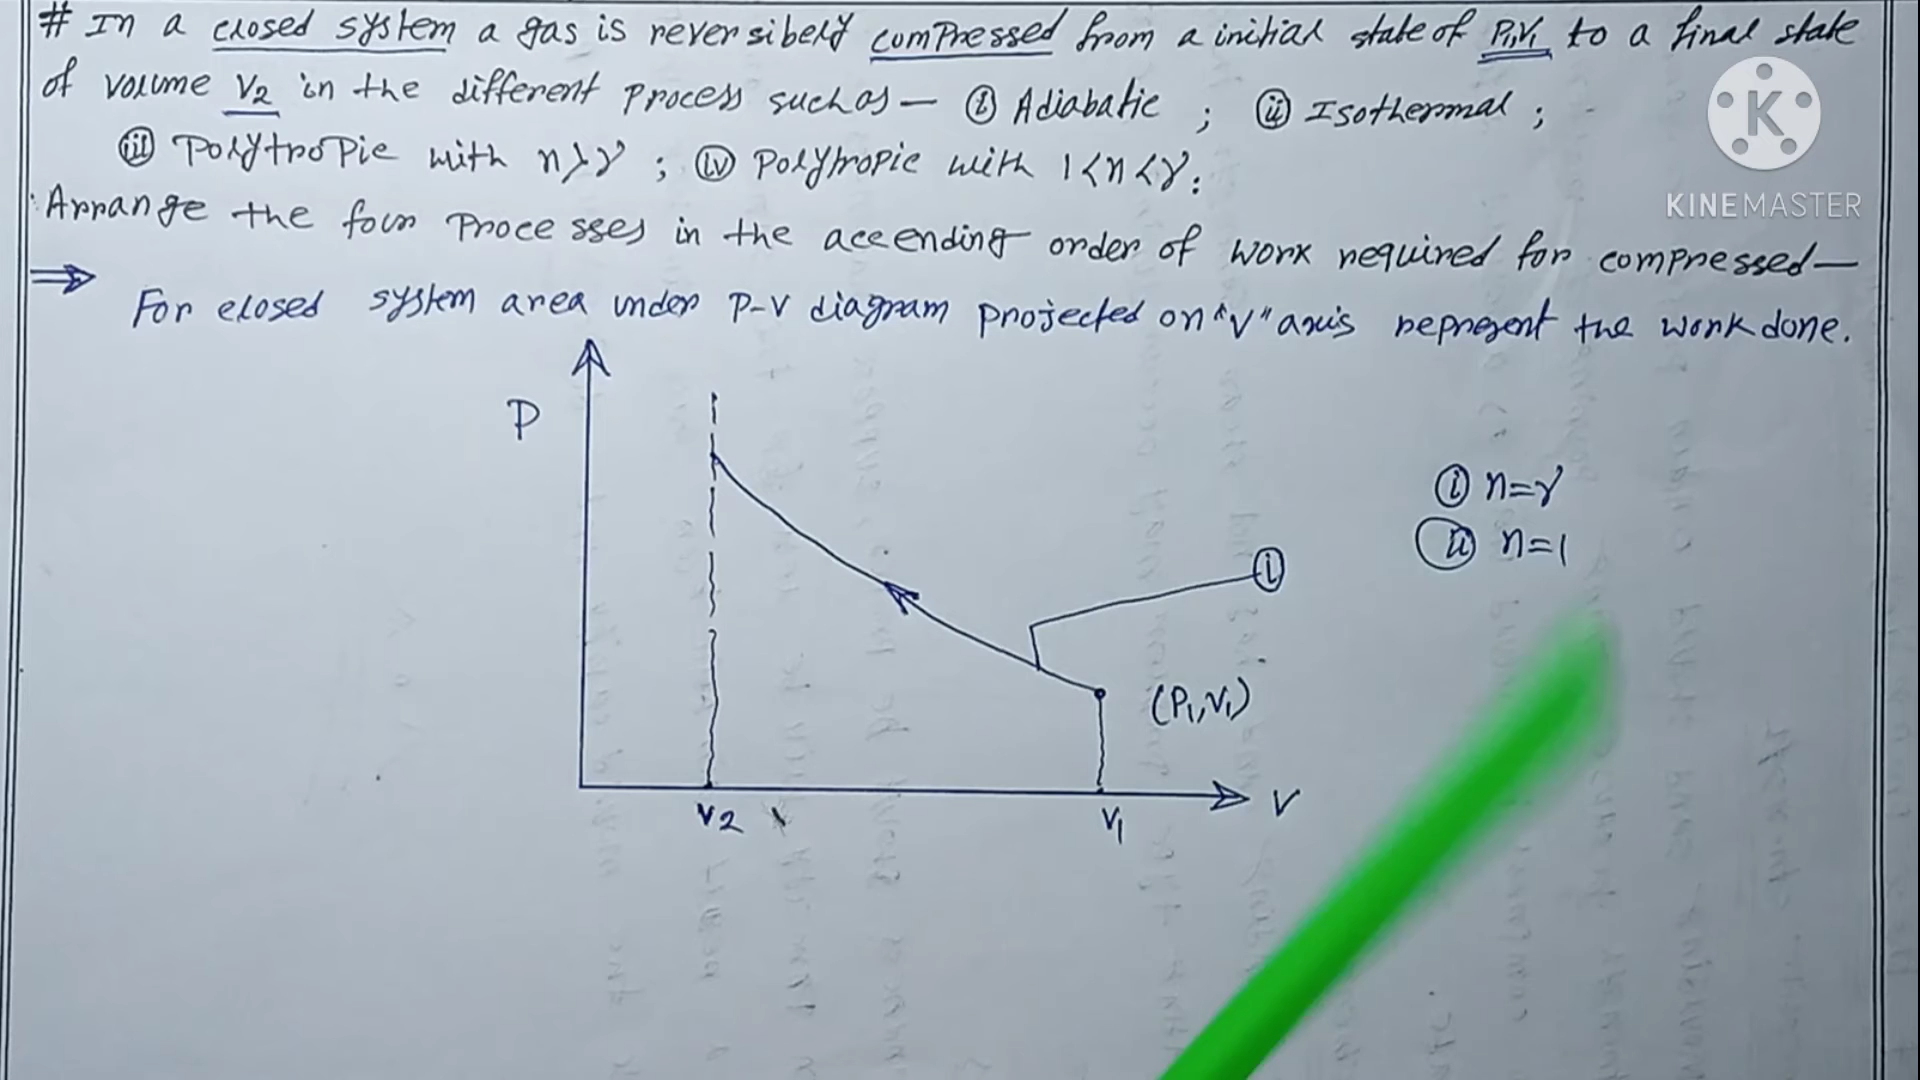 # In a closed system a gas is reversibely compressed from a initial state of P1V1 to a final state
of volume V2 in the different process such as — (i) Adiabatic ; (ii) Isothermal ;
(iii) Polytropic with n>γ ; (iv) Polytropic with 1<n<γ.
Arrange the four processes in the accending order of work required for compressed —
⇒ For closed system area under P-V diagram projected on "V" axis represent the work done.
P
(i) n=γ
(ii) n=1
(i)
(P1,V1)
V2
V1
V
K
KINEMASTER